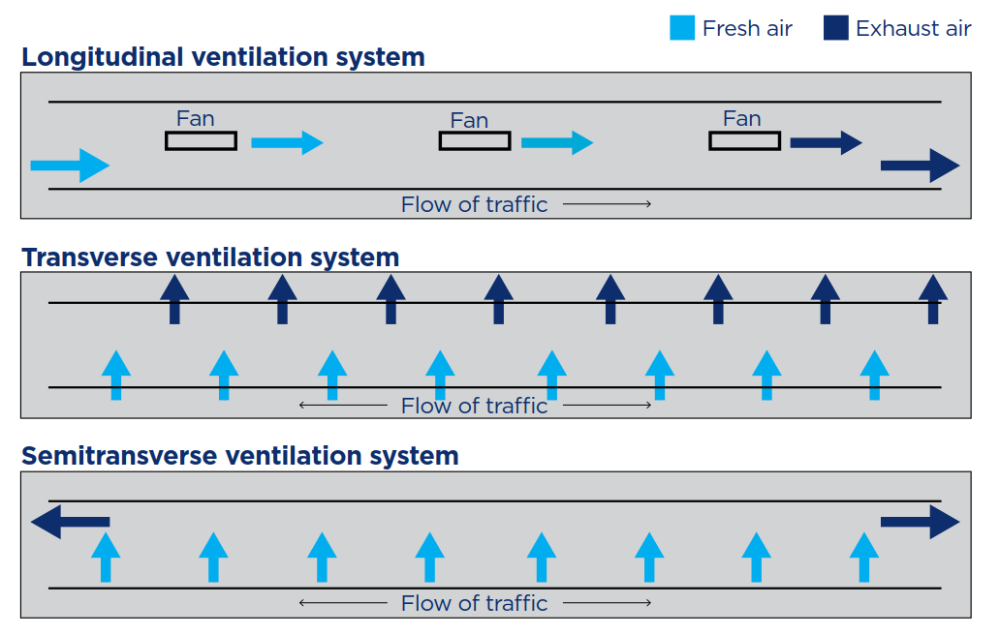 Fresh air
Exhaust air
Longitudinal ventilation system
Fan
Fan
Fan
Flow of traffic
Transverse ventilation system
Flow of traffic
Semitransverse ventilation system
Flow of traffic